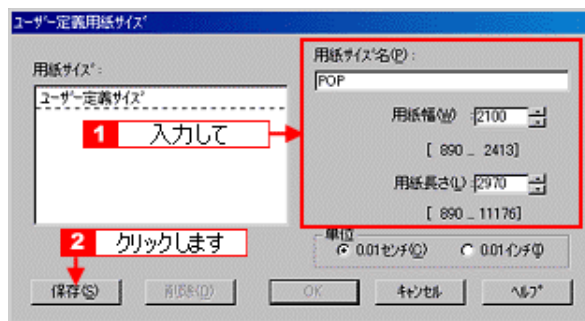 ユーザー定義用紙サイズ
用紙サイズ:
ユーザー定義サイズ
1 入力して
2 クリックします
保存(S)
削除(D)
用紙サイズ名(P):
POP
用紙幅(W) :2100
[ 890 _ 2413]
用紙長さ(L) :2970
[ 890 _ 11176]
単位
0.01センチ(C)
0.01インチ(I)
OK
キャンセル
ヘルプ